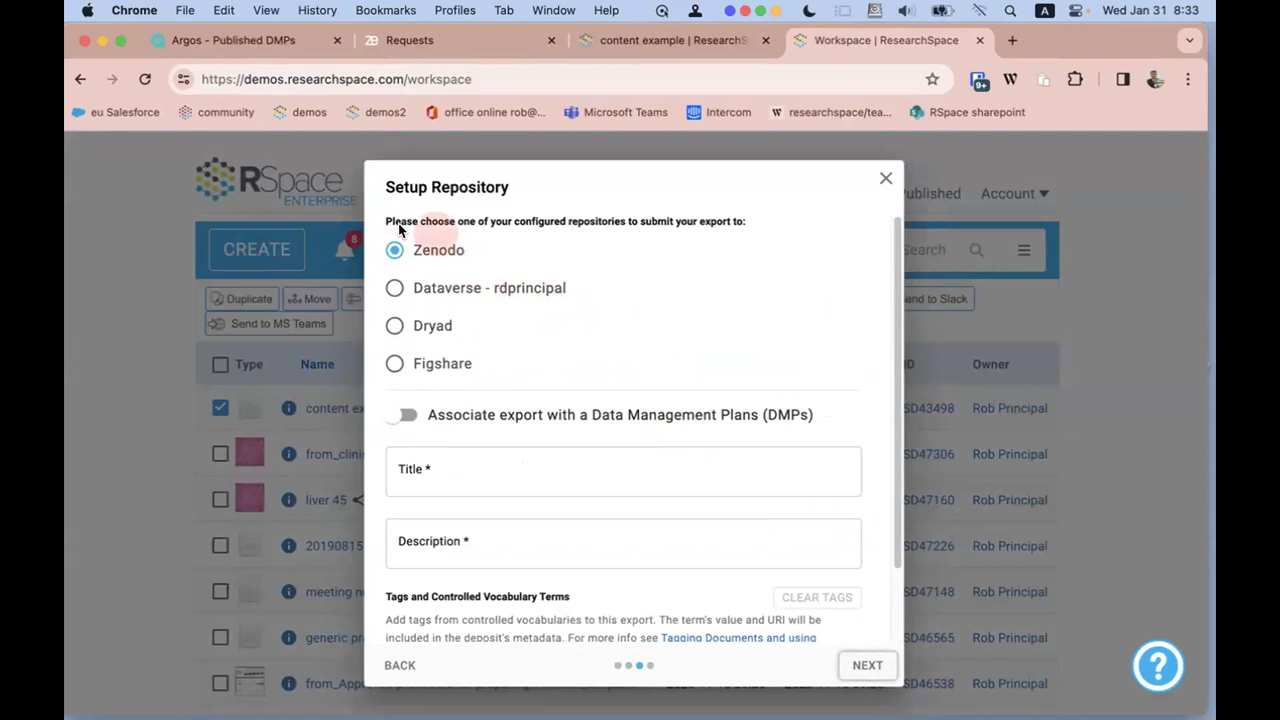 Chrome File Edit View History Bookmarks Profiles Tab Window Help A Wed Jan 31 8:33
Argos - Published DMPs ZB Requests content example | ResearchS Workspace | ResearchSpace
https://demos.researchspace.com/workspace 9+ W
eu Salesforce community demos demos2 office online rob@... Microsoft Teams Intercom W researchspace/tea... RSpace sharepoint
RSpace
ENTERPRISE
Account
CREATE 8
Duplicate Move end to Slack
Send to MS Teams
Type Name Owner
content ex SD43498 Rob Principal
from_clini SD47306 Rob Principal
liver 45 SD47160 Rob Principal
20190815 SD47226 Rob Principal
SD47148 Rob Principal
SD46565 Rob Principal
SD46538 Rob Principal
Setup Repository
Please choose one of your configured repositories to submit your export to:
Zenodo
Dataverse - rdprincipal
Dryad
Figshare
Associate export with a Data Management Plans (DMPs)
Title *
Description *
Tags and Controlled Vocabulary Terms CLEAR TAGS
Add tags from controlled vocabularies to this export. The term's value and URI will be
included in the deposit's metadata. For more info see Tagging Documents and using
BACK NEXT
?